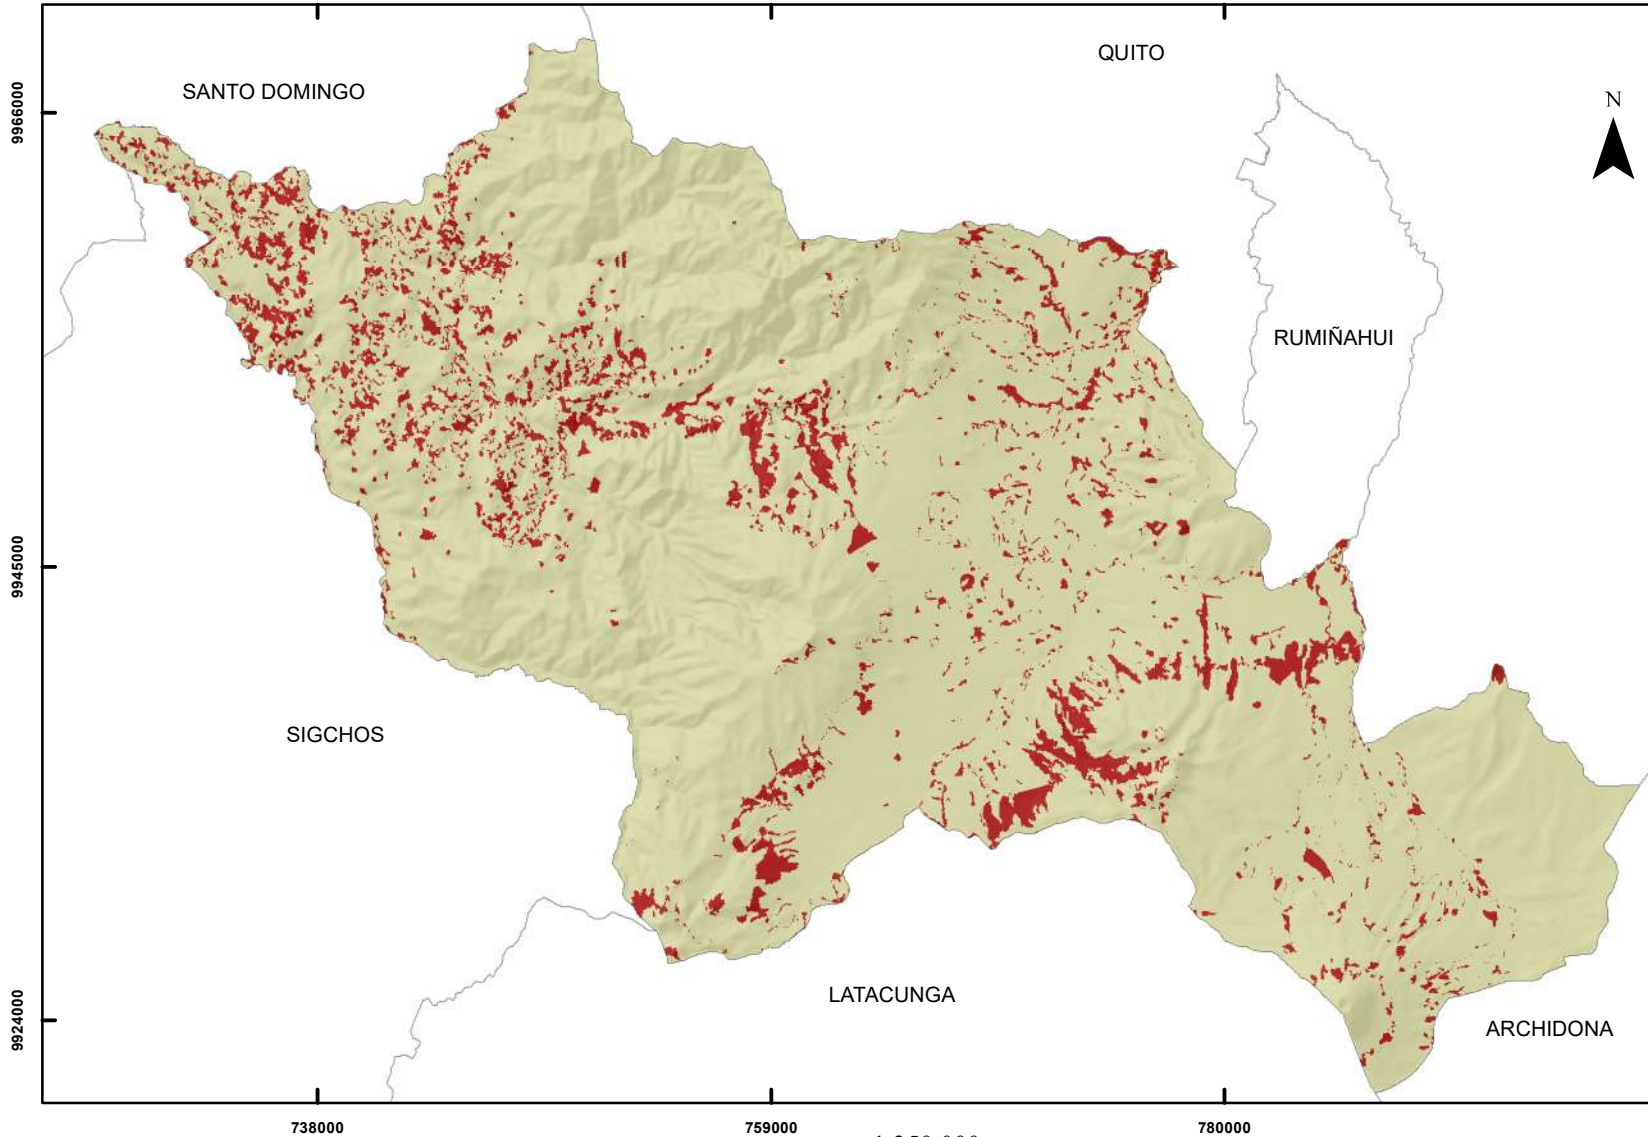 QUITO
SANTO DOMINGO
N
9966000
RUMIÑAHUI
9945000
SIGCHOS
LATACUNGA
9924000
ARCHIDONA
738000
759000
780000